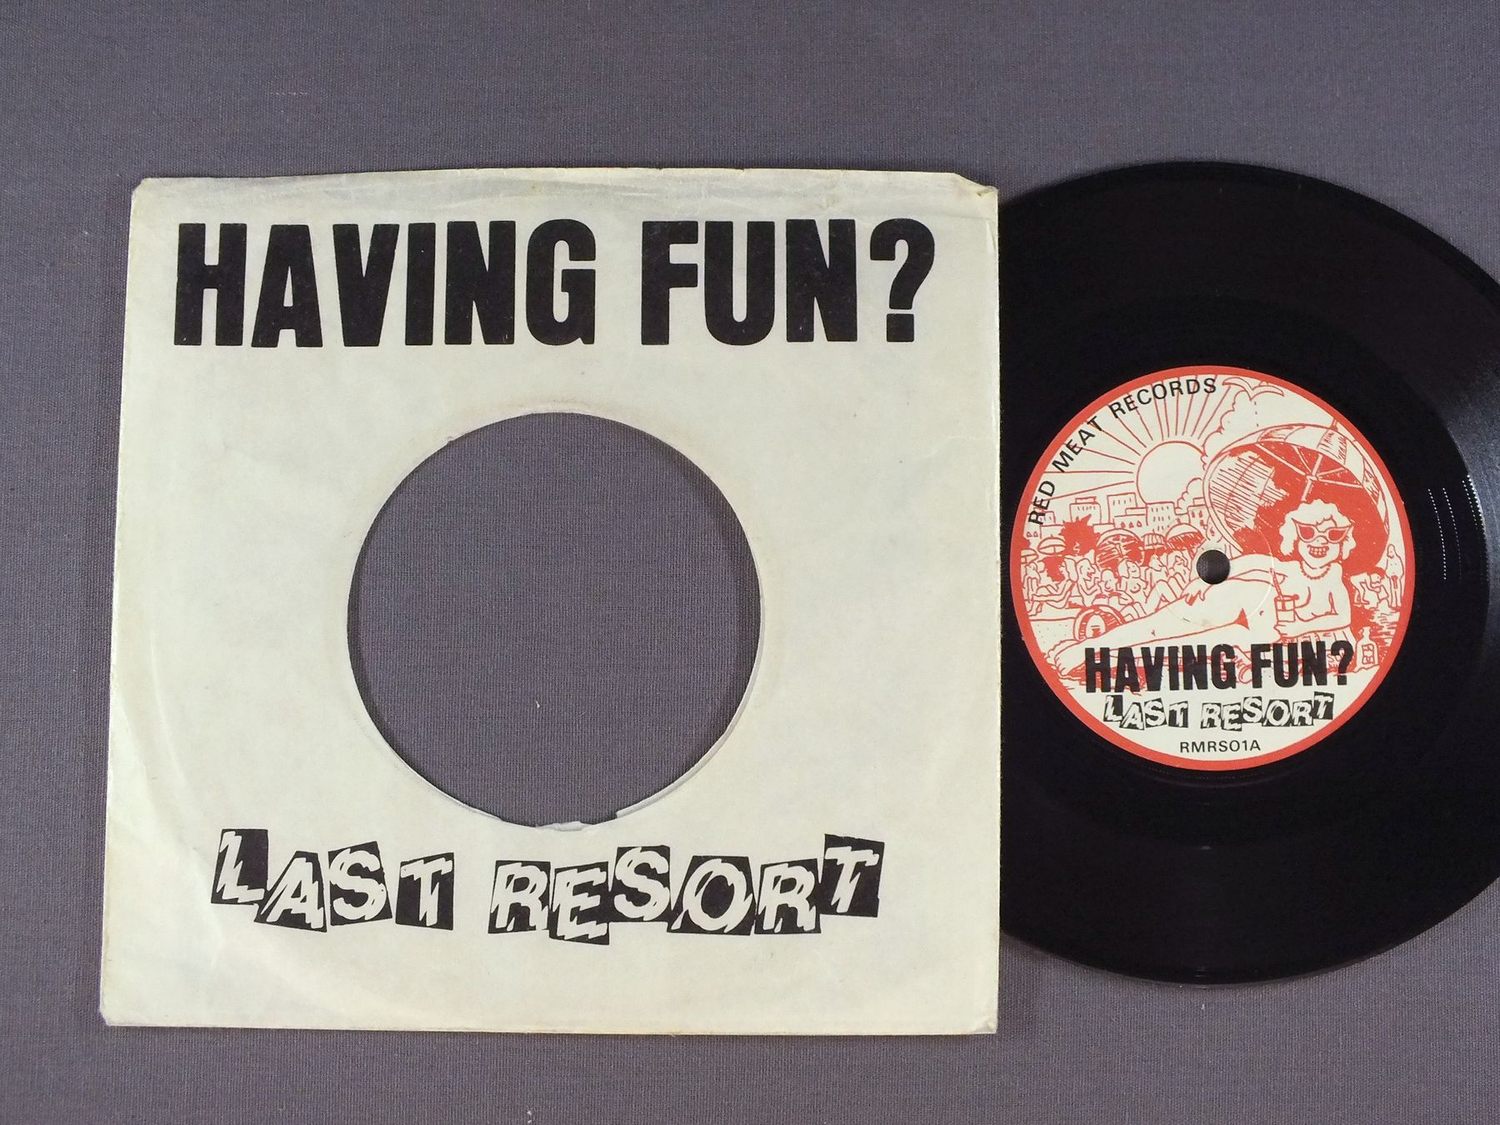 HAVING FUN?
LAST RESORT
RED MEAT RECORDS
HAVING FUN?
LAST RESORT
RMRS01A